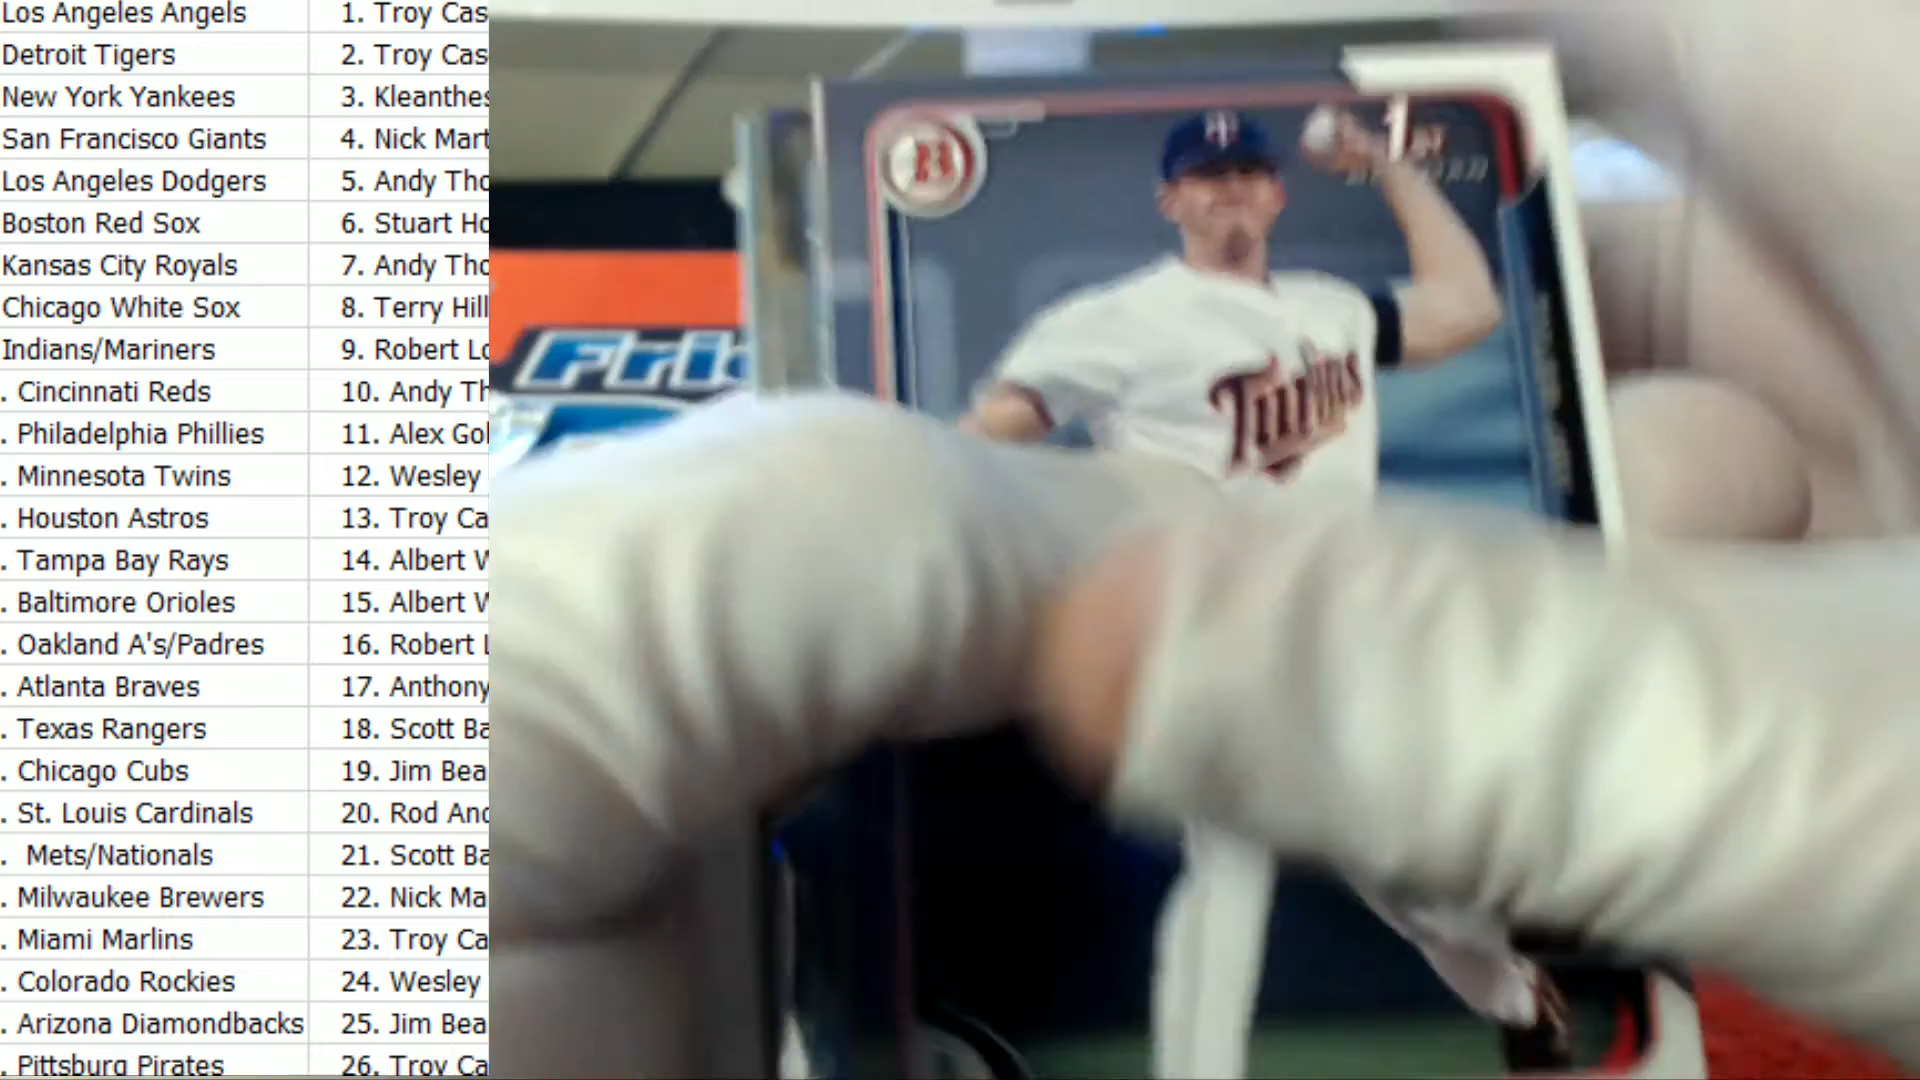 Los Angeles Angels 1. Troy Cas
Detroit Tigers 2. Troy Cas
New York Yankees 3. Kleanthes
San Francisco Giants 4. Nick Mart
Los Angeles Dodgers 5. Andy Tho
Boston Red Sox 6. Stuart Ho
Kansas City Royals 7. Andy Tho
Chicago White Sox 8. Terry Hill
Indians/Mariners 9. Robert Lo
. Cincinnati Reds 10. Andy Th
. Philadelphia Phillies 11. Alex Gol
. Minnesota Twins 12. Wesley
. Houston Astros 13. Troy Ca
. Tampa Bay Rays 14. Albert W
. Baltimore Orioles 15. Albert W
. Oakland A's/Padres 16. Robert L
. Atlanta Braves 17. Anthony
. Texas Rangers 18. Scott Ba
. Chicago Cubs 19. Jim Bea
. St. Louis Cardinals 20. Rod And
. Mets/Nationals 21. Scott Ba
. Milwaukee Brewers 22. Nick Ma
. Miami Marlins 23. Troy Ca
. Colorado Rockies 24. Wesley
. Arizona Diamondbacks 25. Jim Bea
. Pittsburg Pirates 26. Troy Ca
B
1st
Twins